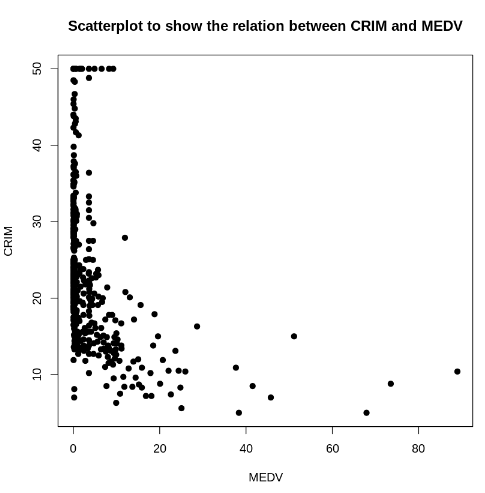 Scatterplot to show the relation between CRIM and MEDV
50
40
30
20
10
CRIM
0 20 40 60 80
MEDV